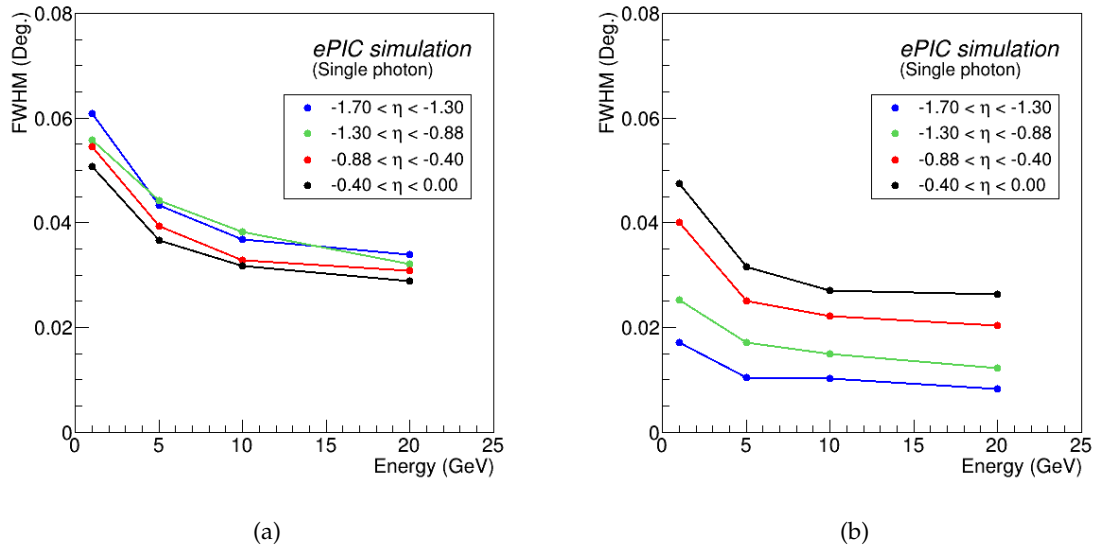 FWHM (Deg.)
0.08
0.06
0.04
0.02
0
ePIC simulation
(Single photon)
-1.70 < η < -1.30
-1.30 < η < -0.88
-0.88 < η < -0.40
-0.40 < η < 0.00
0 5 10 15 20 25
Energy (GeV)
(a)
FWHM (Deg.)
0.08
0.06
0.04
0.02
0
ePIC simulation
(Single photon)
-1.70 < η < -1.30
-1.30 < η < -0.88
-0.88 < η < -0.40
-0.40 < η < 0.00
0 5 10 15 20 25
Energy (GeV)
(b)